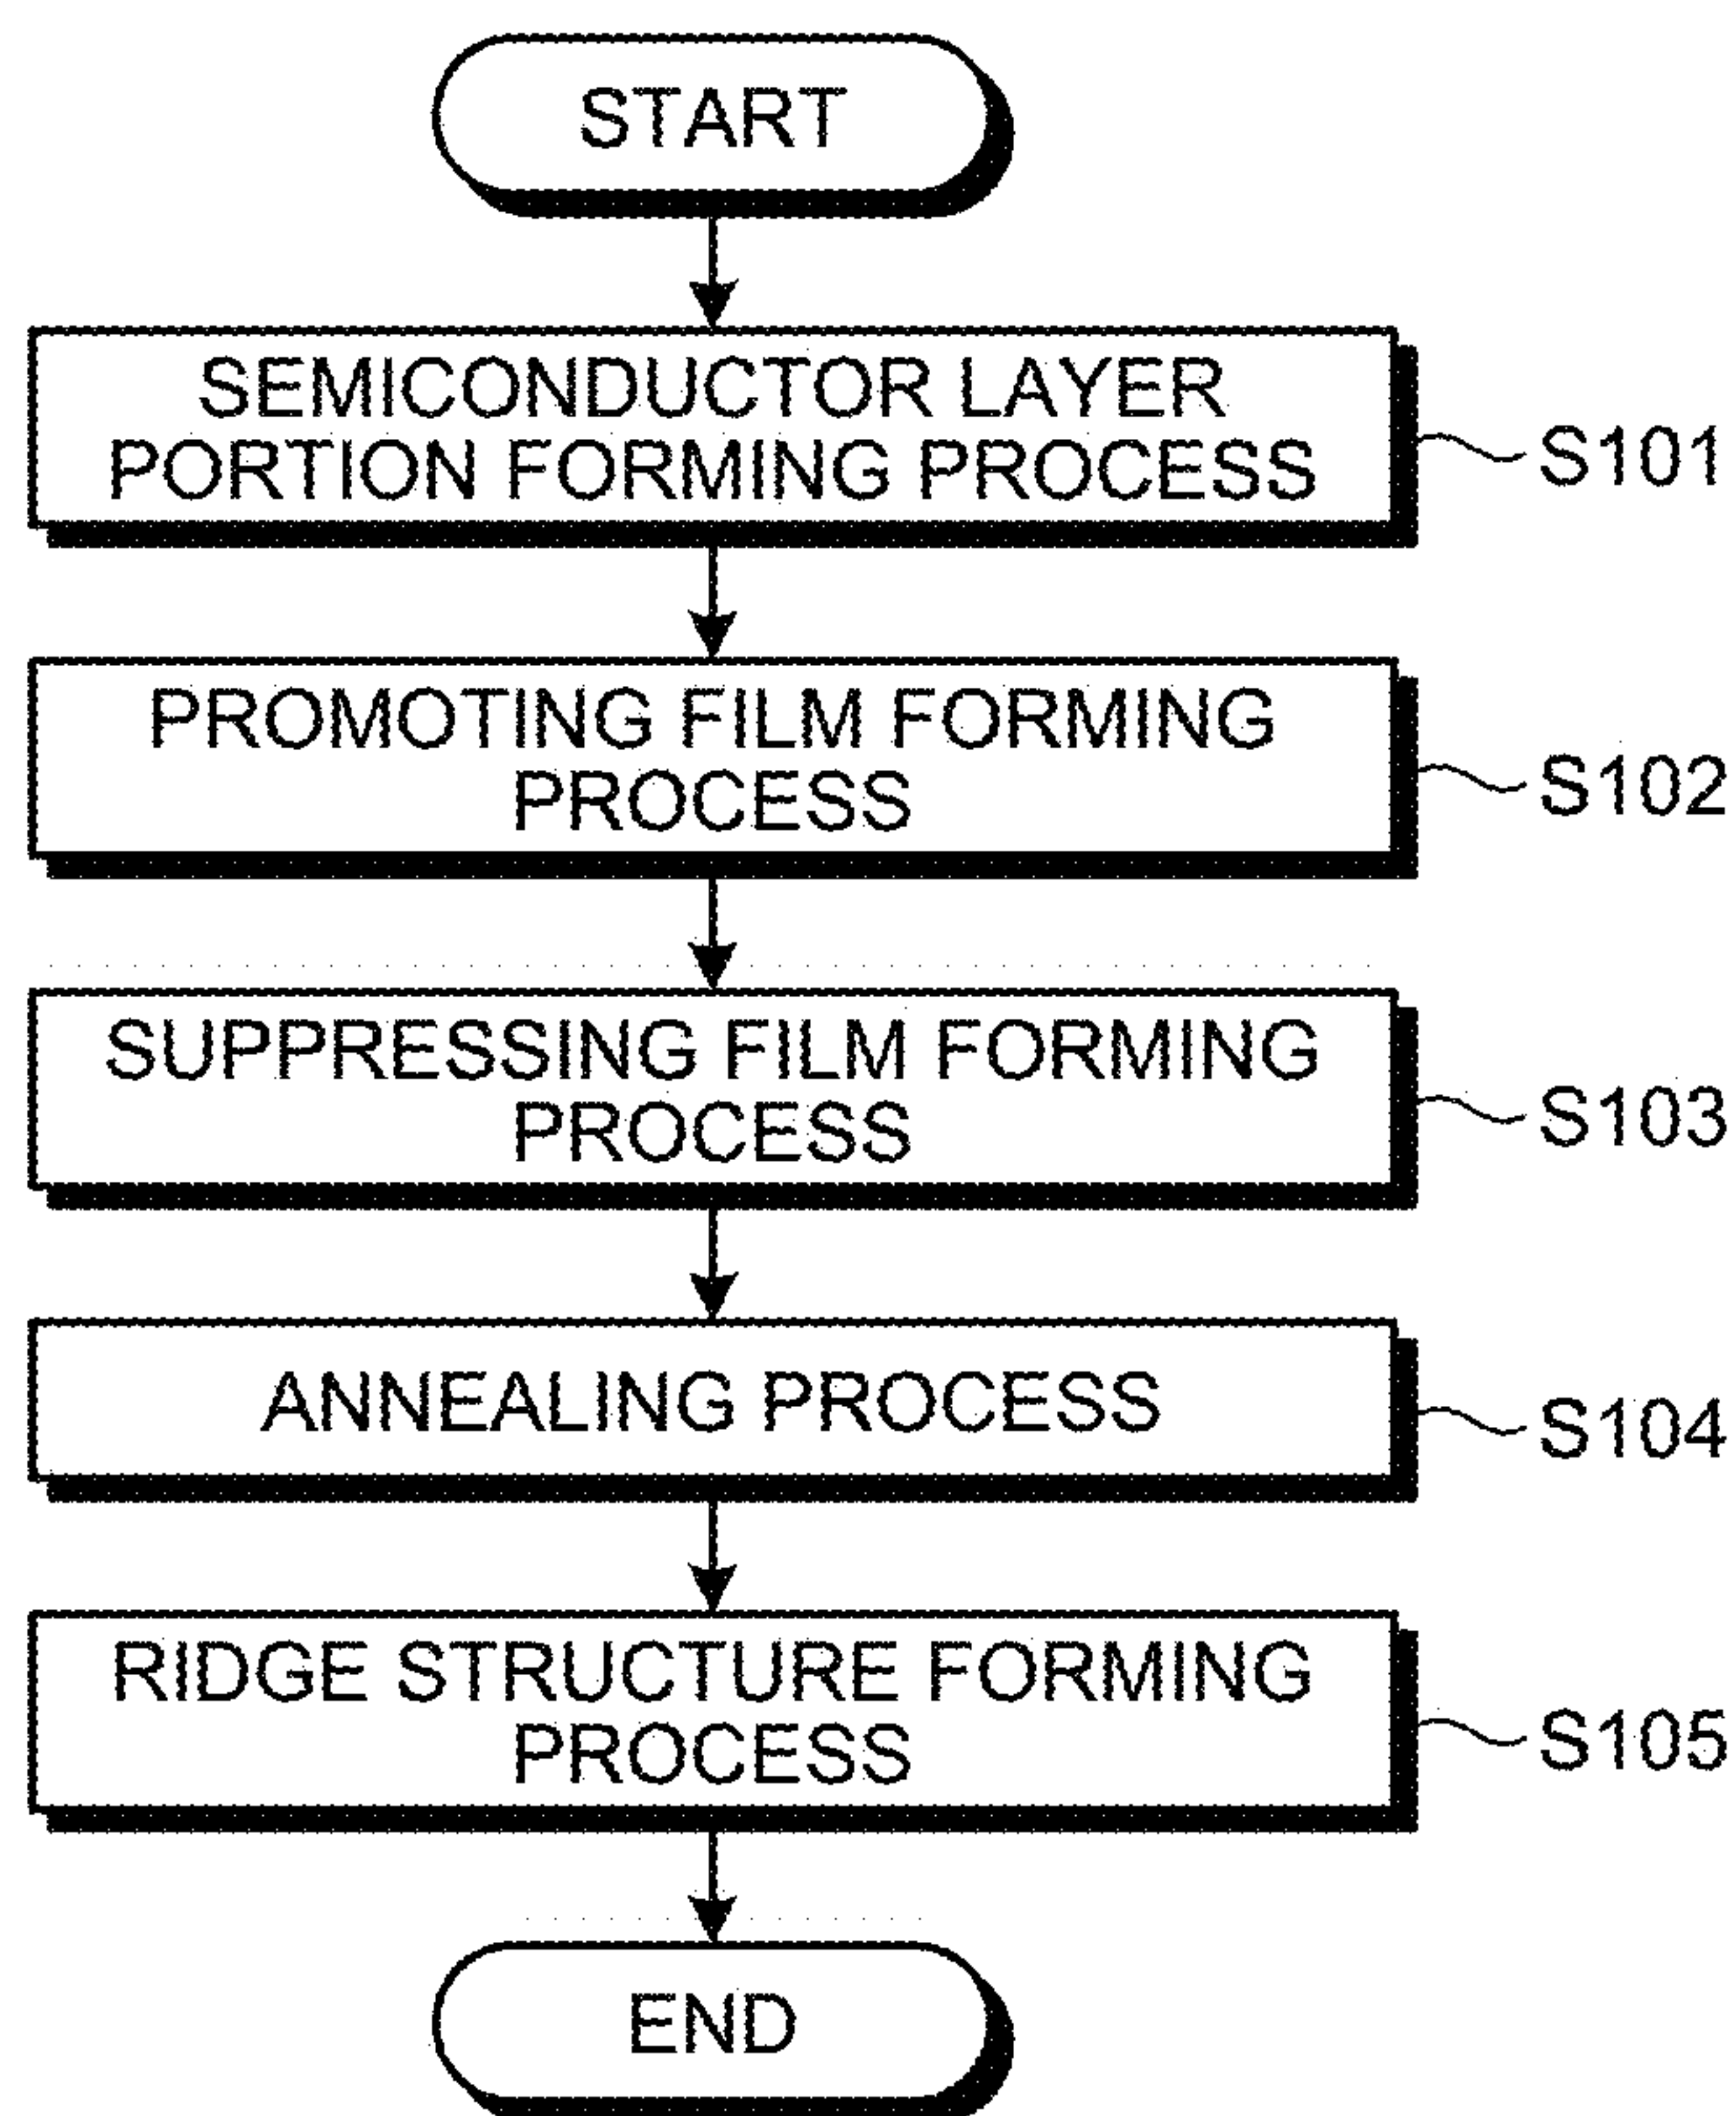 START
SEMICONDUCTOR LAYER
PORTION FORMING PROCESS
S101
PROMOTING FILM FORMING
PROCESS
S102
SUPPRESSING FILM FORMING
PROCESS
S103
ANNEALING PROCESS
S104
RIDGE STRUCTURE FORMING
PROCESS
S105
END